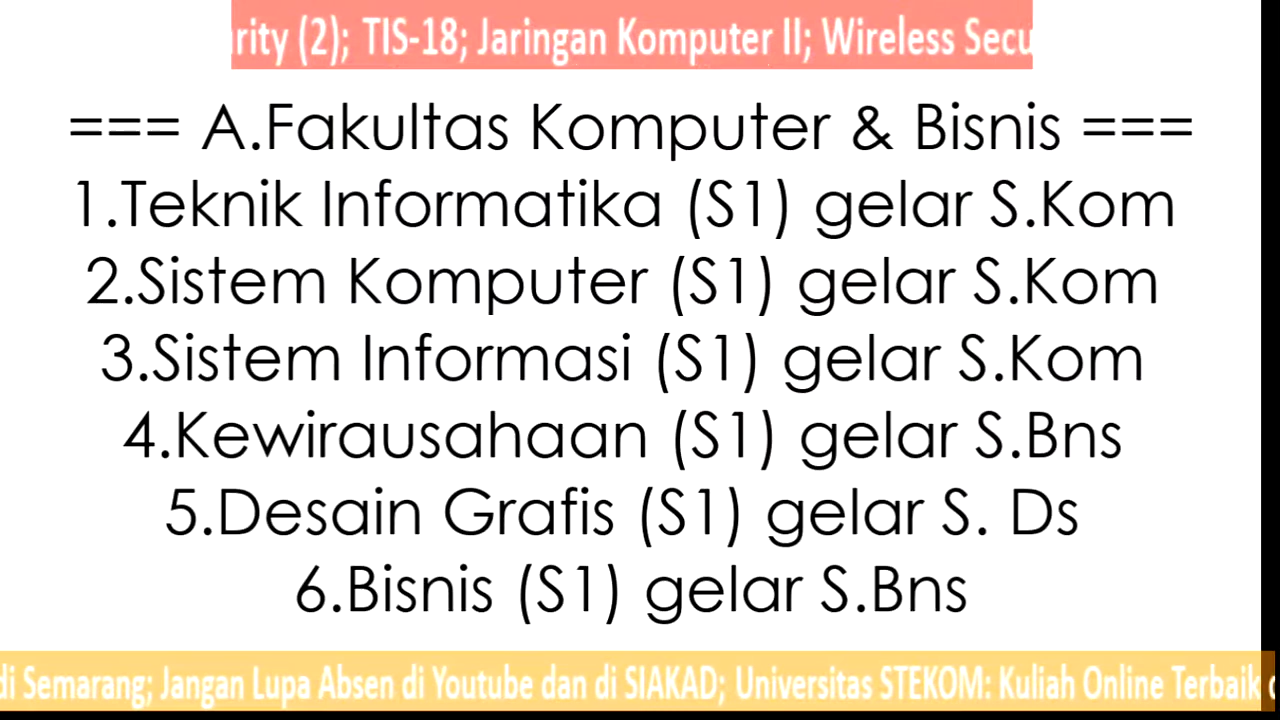 rity (2); TIS-18; Jaringan Komputer II; Wireless Secu
=== A.Fakultas Komputer & Bisnis ===
1.Teknik Informatika (S1) gelar S.Kom
2.Sistem Komputer (S1) gelar S.Kom
3.Sistem Informasi (S1) gelar S.Kom
4.Kewirausahaan (S1) gelar S.Bns
5.Desain Grafis (S1) gelar S. Ds
6.Bisnis (S1) gelar S.Bns
di Semarang; Jangan Lupa Absen di Youtube dan di SIAKAD; Universitas STEKOM: Kuliah Online Terbaik